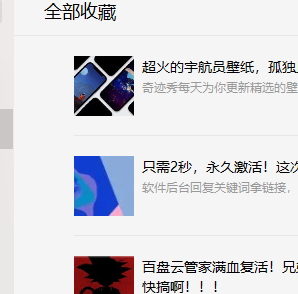 全部收藏
超火的宇航员壁纸，孤独
奇迹秀每天为你更新精选的壁
只需2秒，永久激活！这次
软件后台回复关键词拿链接，
百盘云管家满血复活！兄
快搞啊！！！